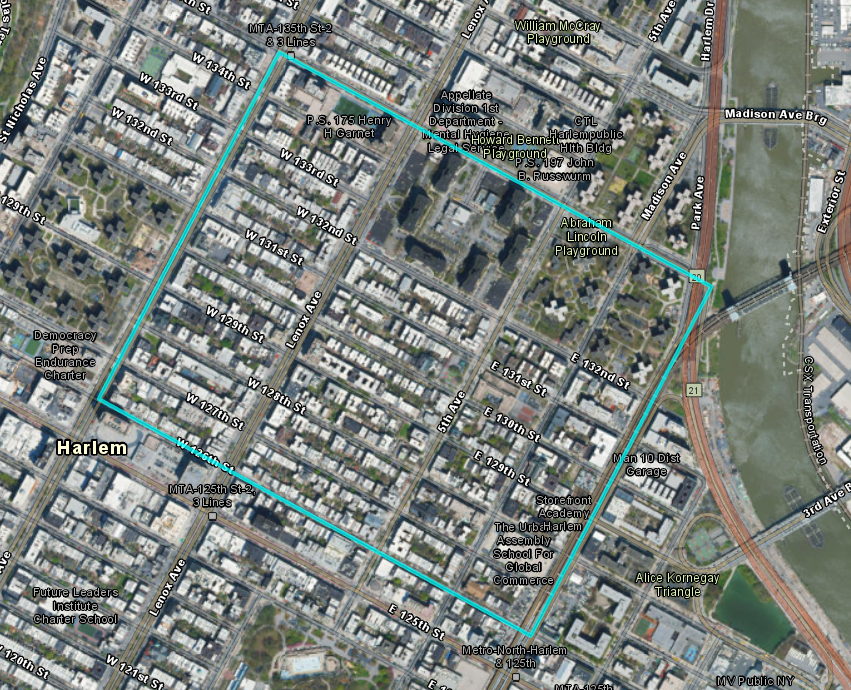 William McCray
Playground
5th Ave
Harlem Dr
Lenox
MTA-135th St-2
& 3 Lines
W 134th St
W 133rd St
W 132nd St
St Nicholas Ave
P.S. 175 Henry
H Garnet
Appellate
Division 1st
Department -
Mental Hygiene
Legal Service
CTL
Harlempublic
Hlth Bldg
Howard Bennett
Playground
P.S. 197 John
B. Russwurm
Madison Ave Brg
Madison Ave
Park Ave
Exterior St
W 133rd St
W 132nd St
W 131st St
129th St
Abraham
Lincoln
Playground
20
Lenox Ave
W 129th St
Democracy
Prep
Endurance
Charter
E 131st St
E 132nd St
21
CSX Transportation
W 128th St
W 127th St
5th Ave
E 130th St
Harlem
W 126th St
E 129th St
Man 10 Dist
Garage
MTA-125th St-2,
3 Lines
Storefront
Academy
Harlem
The Urban
Assembly
School For
Global
Commerce
3rd Ave
Future Leaders
Institute
Charter School
Lenox Ave
Alice Kornegay
Triangle
E 125th St
Metro-North-Harlem
& 125th
W 121st St
120th St
MV Public NY
MTA-125th